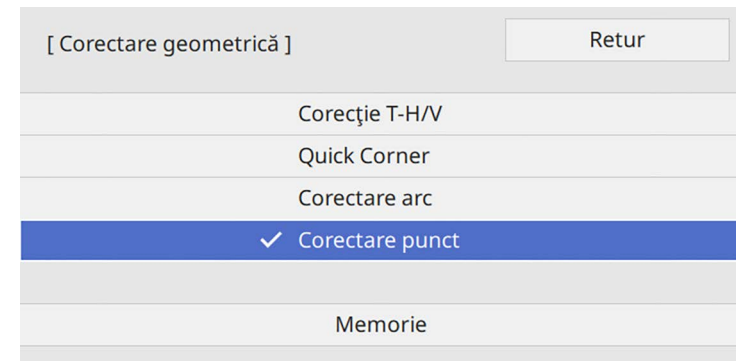 [ Corectare geometrică ]
Retur
Corecţie T-H/V
Quick Corner
Corectare arc
Corectare punct
Memorie